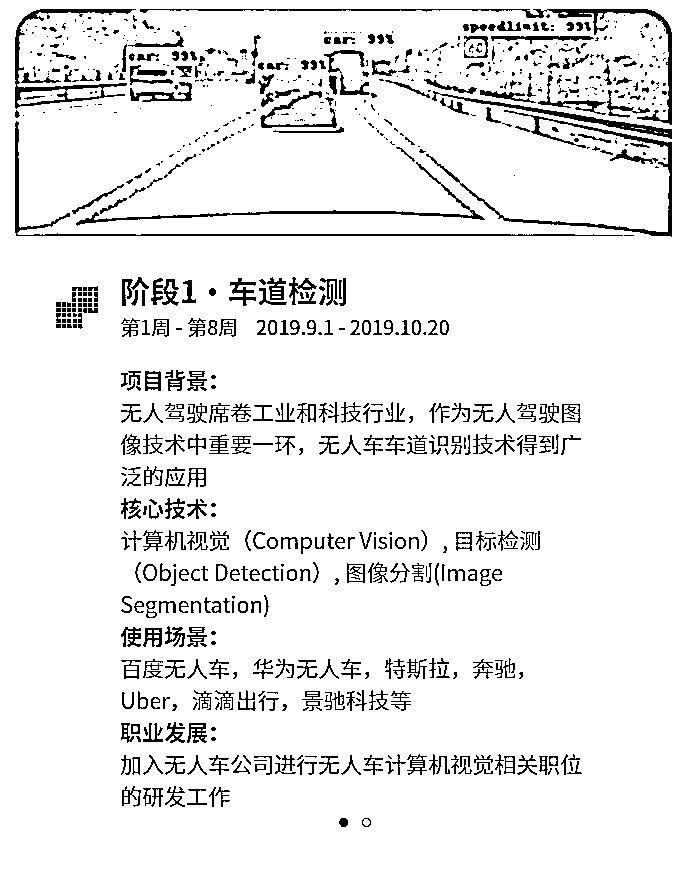 car: 99%
speedlimit: 99%
car: 99%
car: 99%
阶段1·车道检测
第1周 - 第8周 2019.9.1 - 2019.10.20
项目背景：
无人驾驶席卷工业和科技行业，作为无人驾驶图
像技术中重要一环，无人车车道识别技术得到广
泛的应用
核心技术：
计算机视觉（Computer Vision）, 目标检测
（Object Detection）, 图像分割(Image
Segmentation)
使用场景：
百度无人车，华为无人车，特斯拉，奔驰，
Uber，滴滴出行，景驰科技等
职业发展：
加入无人车公司进行无人车计算机视觉相关职位
的研发工作